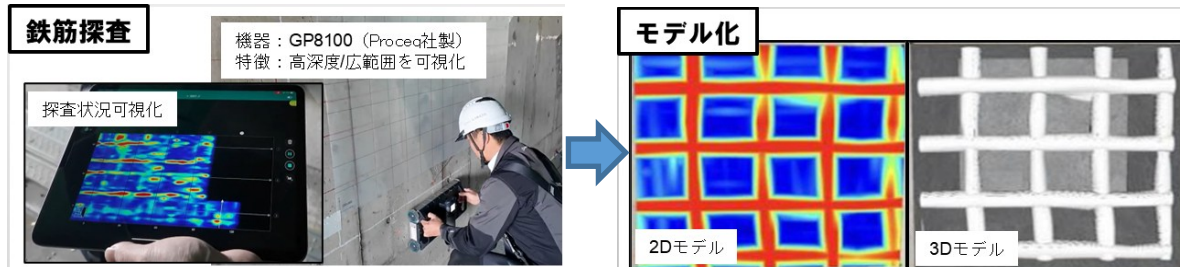 鉄筋探査
機器：GP8100（Proceq社製）
特徴：高深度/広範囲を可視化
探査状況可視化
モデル化
2Dモデル
3Dモデル